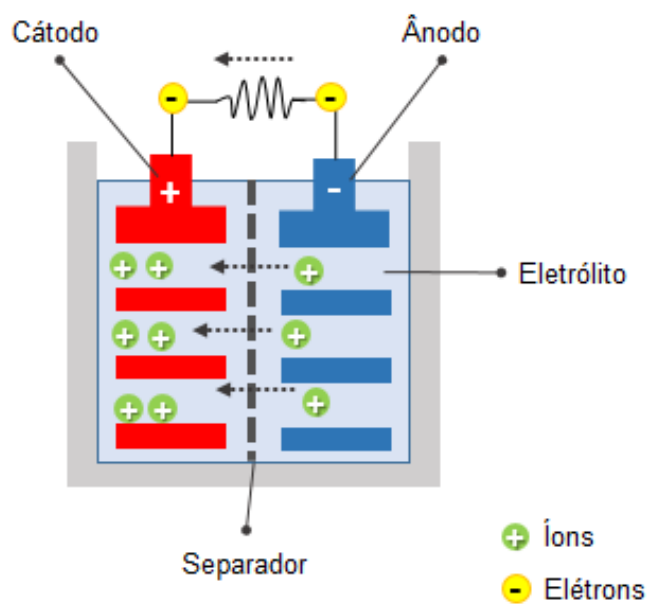 Cátodo
Ânodo
Eletrólito
Separador
Íons
Elétrons